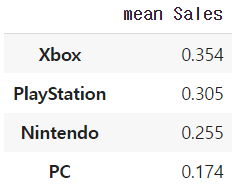 mean Sales
Xbox 0.354
PlayStation 0.305
Nintendo 0.255
PC 0.174